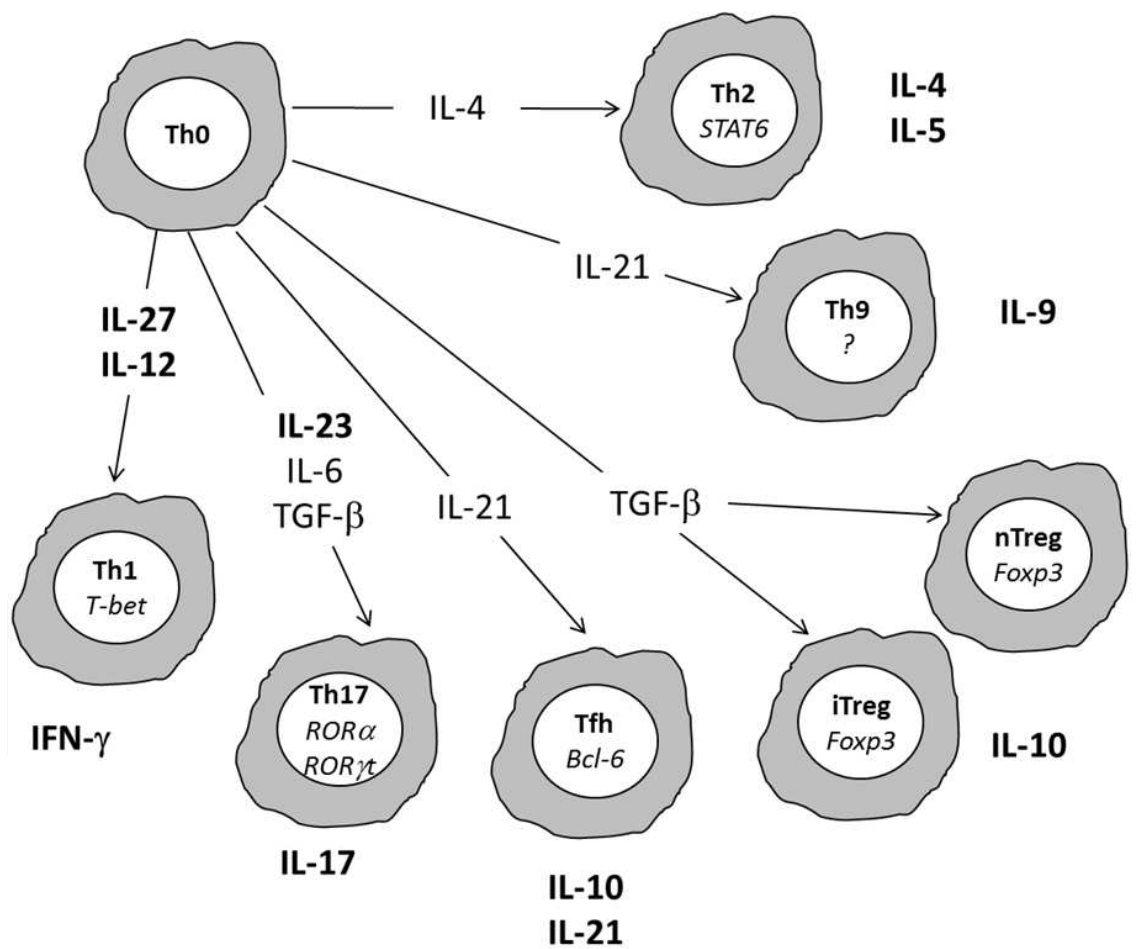 Th0
IL-4
Th2
STAT6
IL-4
IL-5
IL-21
Th9
?
IL-9
IL-27
IL-12
IL-23
IL-6
TGF-β
IL-21
TGF-β
nTreg
Foxp3
Th1
T-bet
IFN-γ
Th17
RORα
RORγt
IL-17
Tfh
Bcl-6
IL-10
IL-21
iTreg
Foxp3
IL-10